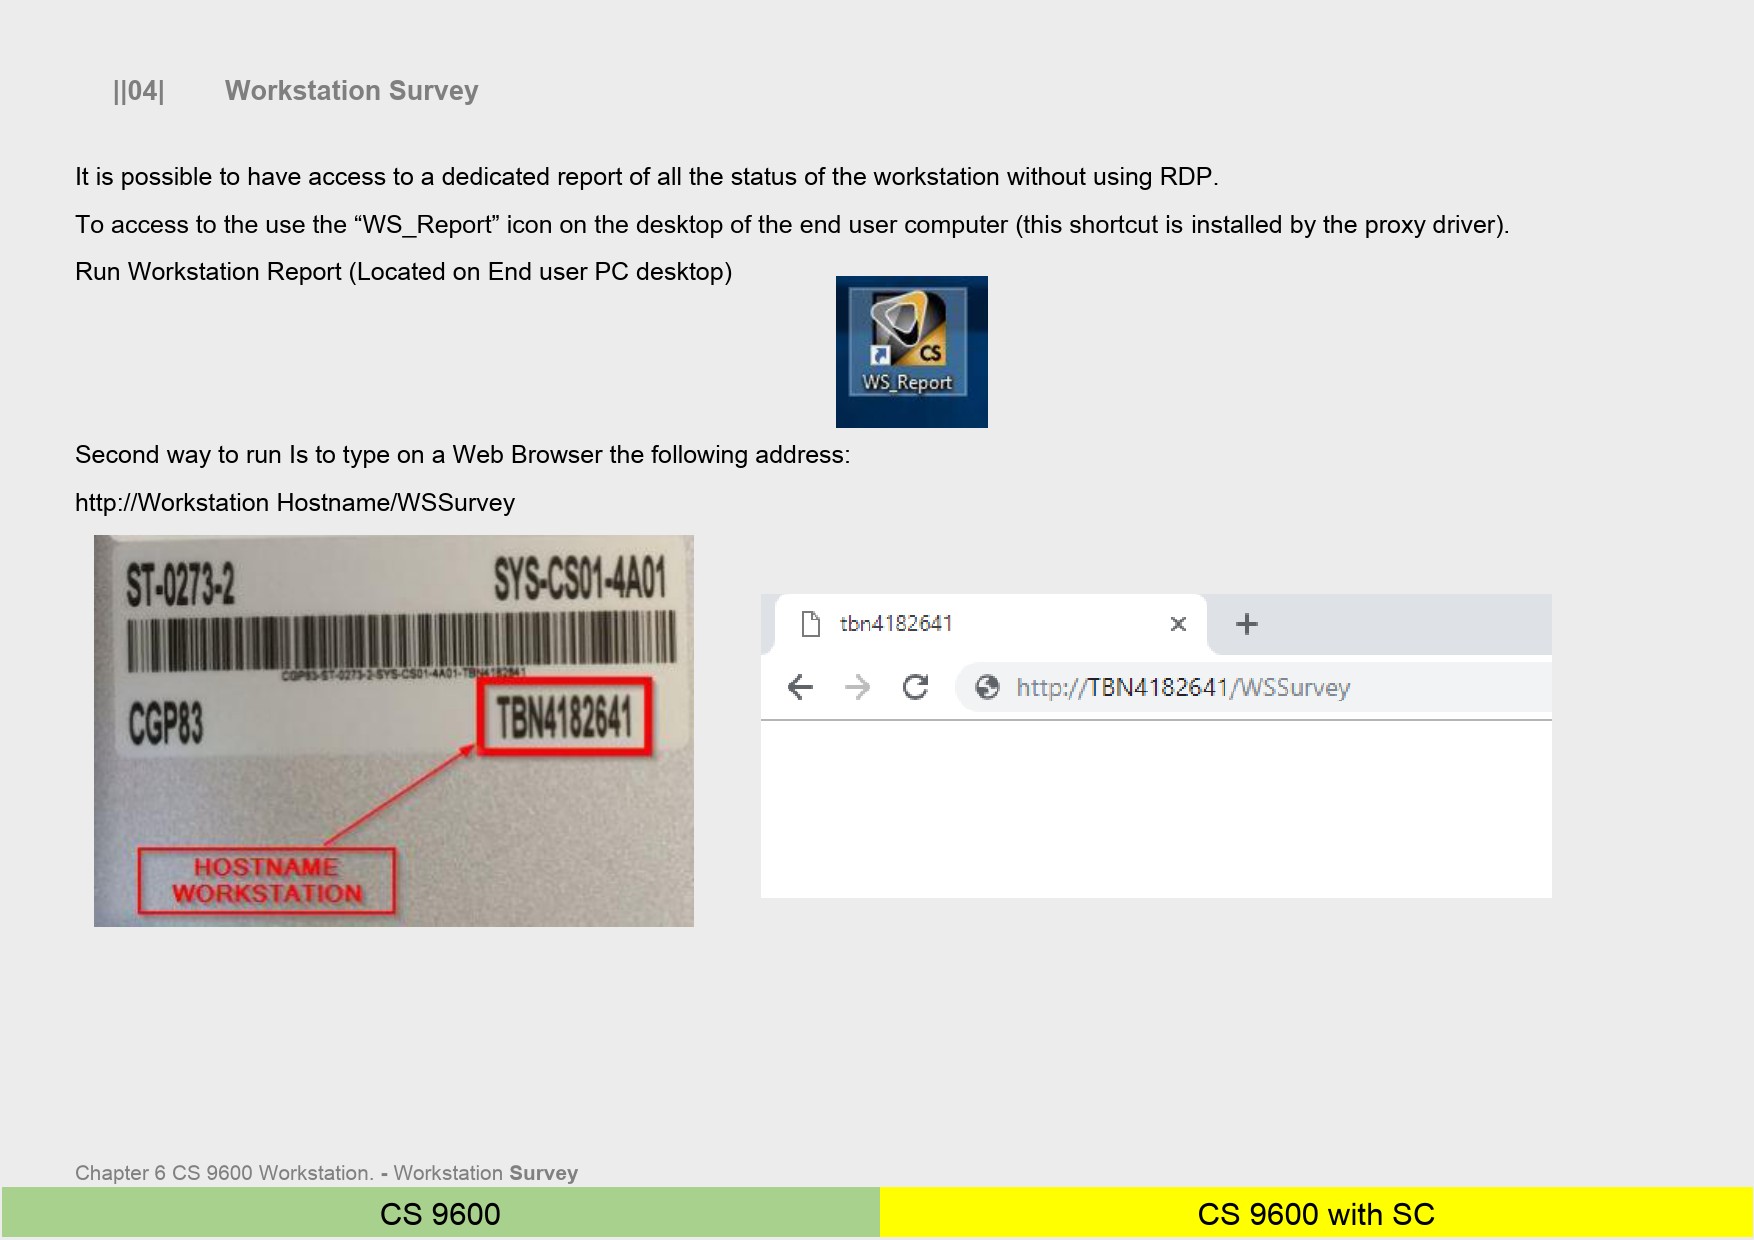 ||04| Workstation Survey
It is possible to have access to a dedicated report of all the status of the workstation without using RDP.
To access to the use the “WS_Report” icon on the desktop of the end user computer (this shortcut is installed by the proxy driver).
Run Workstation Report (Located on End user PC desktop)
CS
WS_Report
Second way to run Is to type on a Web Browser the following address:
http://Workstation Hostname/WSSurvey
ST-0273-2 SYS-CS01-4A01
CGP83-ST-0273-2-SYS-CS01-4A01-TBN4182641
CGP83 TBN4182641
HOSTNAME
WORKSTATION
tbn4182641
http://TBN4182641/WSSurvey
Chapter 6 CS 9600 Workstation. - Workstation Survey
CS 9600 CS 9600 with SC